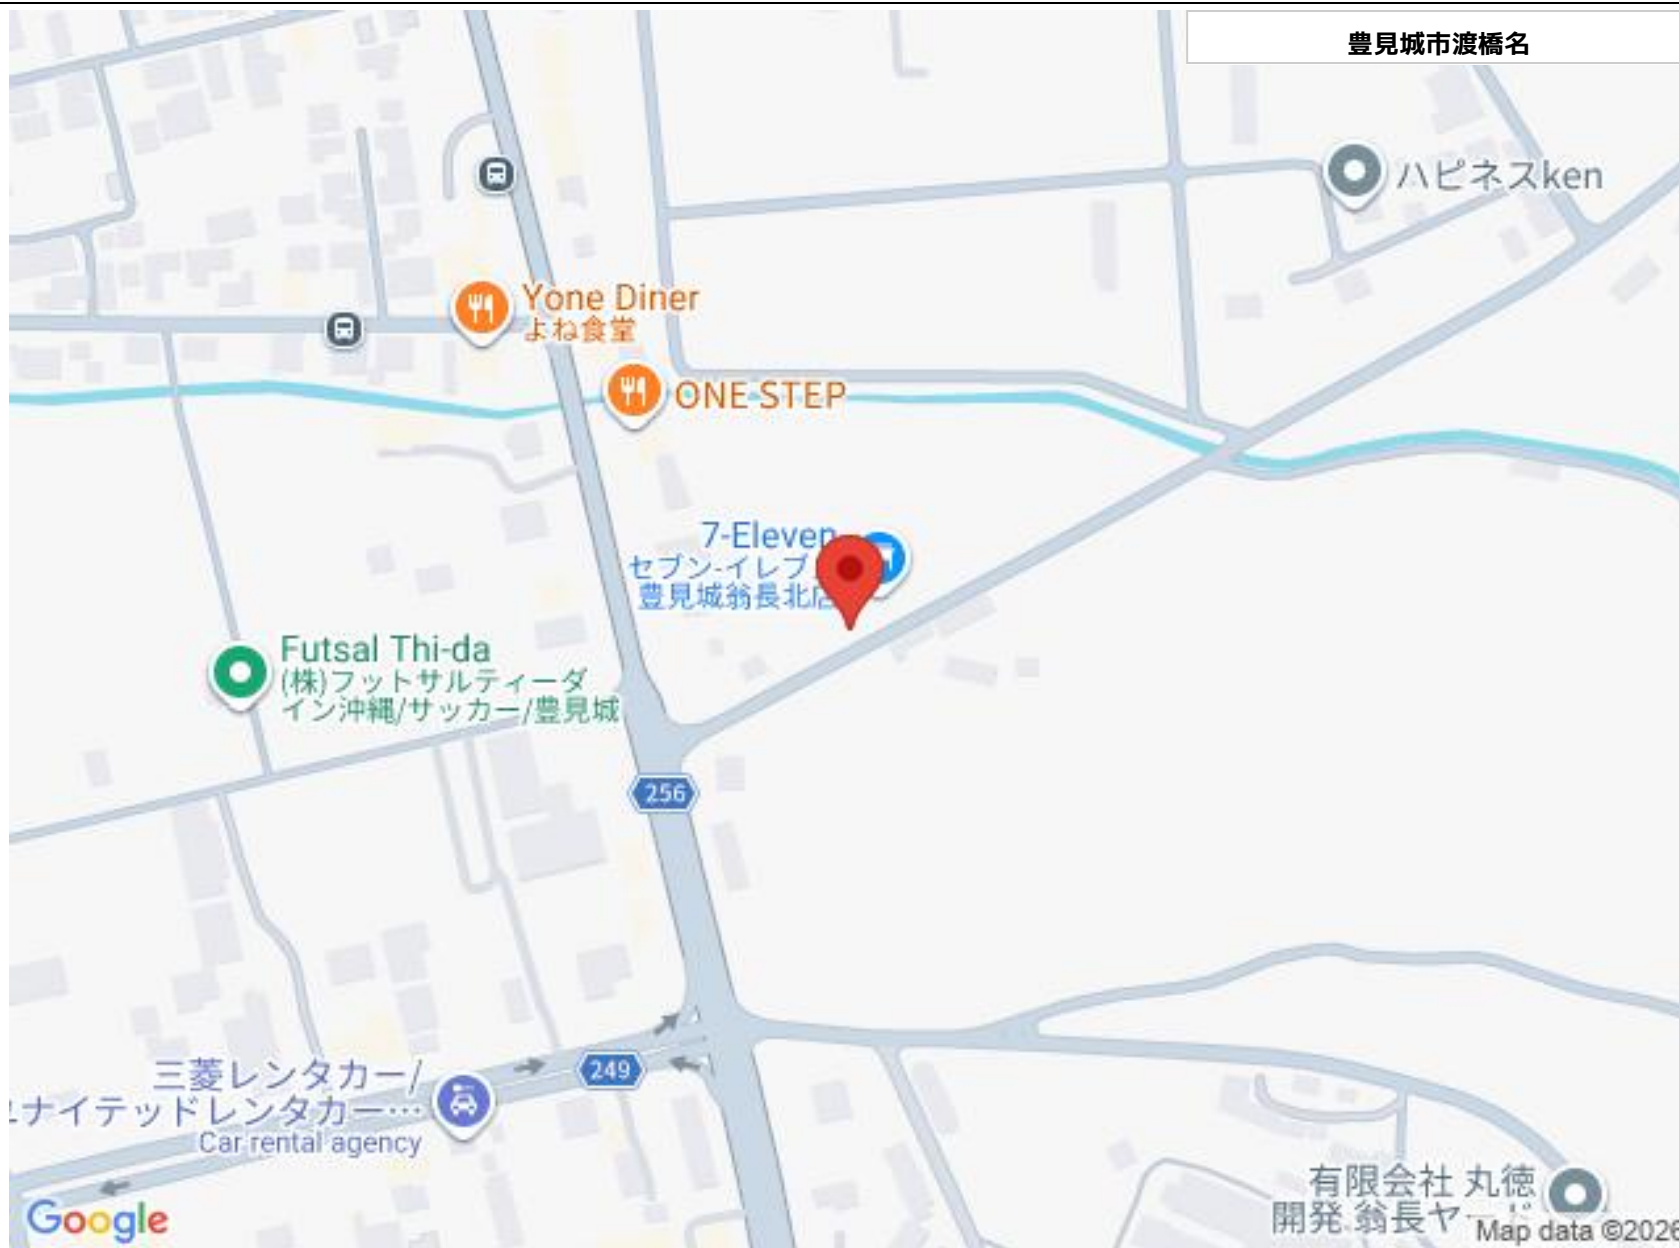 豊見城市渡橋名
ハピネスken
Yone Diner
よね食堂
ONE STEP
7-Eleven
セブン-イレブ
豊見城翁長北店
Futsal Thi-da
(株)フットサルティーダ
イン沖縄/サッカー/豊見城
256
249
三菱レンタカー/
ユナイテッドレンタカー…
Car rental agency
有限会社 丸徳
開発 翁長ヤード
Google
Map data ©2026